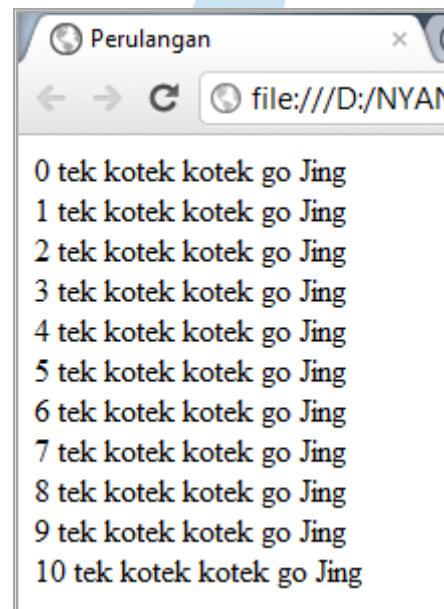 Perulangan
file:///D:/NYAN
0 tek kotek kotek go Jing
1 tek kotek kotek go Jing
2 tek kotek kotek go Jing
3 tek kotek kotek go Jing
4 tek kotek kotek go Jing
5 tek kotek kotek go Jing
6 tek kotek kotek go Jing
7 tek kotek kotek go Jing
8 tek kotek kotek go Jing
9 tek kotek kotek go Jing
10 tek kotek kotek go Jing